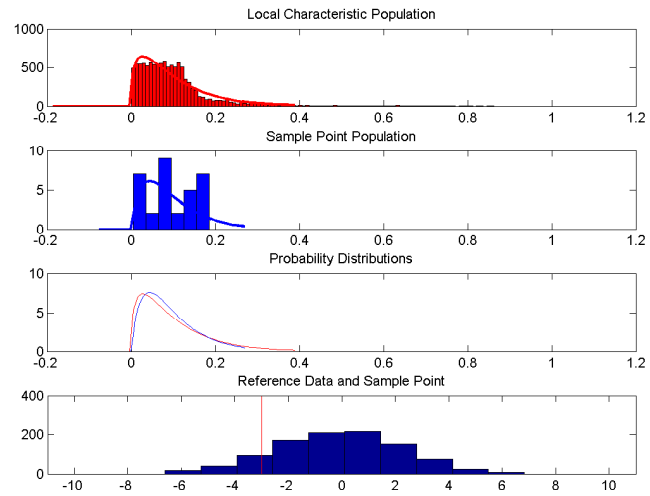 Local Characteristic Population
1000
500
0
-0.2 0 0.2 0.4 0.6 0.8 1 1.2
Sample Point Population
10
5
0
-0.2 0 0.2 0.4 0.6 0.8 1 1.2
Probability Distributions
10
5
0
-0.2 0 0.2 0.4 0.6 0.8 1 1.2
Reference Data and Sample Point
400
200
0
-10 -8 -6 -4 -2 0 2 4 6 8 10